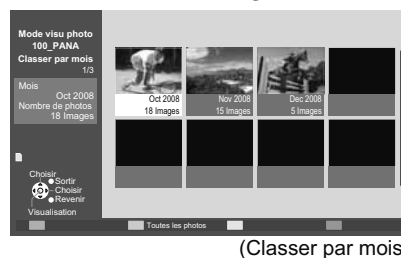 Mode visu photo
100_PANA
Classer par mois
1/3
Mois
Oct 2008
Nombre de photos
18 Images
Choisir
Sortir
Choisir
Revenir
Visualisation
Oct 2008
18 Images
Nov 2008
15 Images
Dec 2008
5 Images
Toutes les photos
(Classer par mois